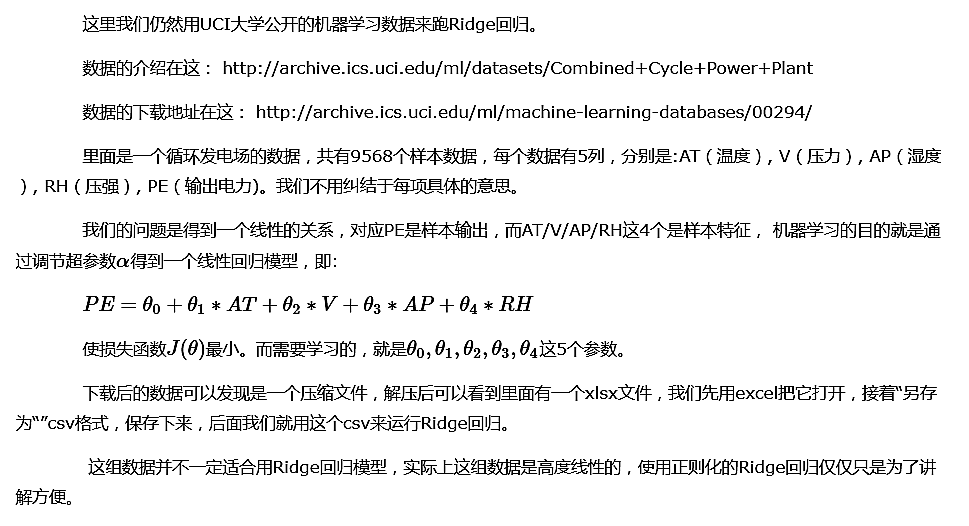 这里我们仍然用UCI大学公开的机器学习数据来跑Ridge回归。
数据的介绍在这： http://archive.ics.uci.edu/ml/datasets/Combined+Cycle+Power+Plant
数据的下载地址在这： http://archive.ics.uci.edu/ml/machine-learning-databases/00294/
里面是一个循环发电场的数据，共有9568个样本数据，每个数据有5列，分别是:AT（温度）, V（压力）, AP（湿度
）, RH（压强）, PE（输出电力)。我们不用纠结于每项具体的意思。
我们的问题是得到一个线性的关系，对应PE是样本输出，而AT/V/AP/RH这4个是样本特征， 机器学习的目的就是通
过调节超参数α得到一个线性回归模型，即:
PE = θ₀ + θ₁ ∗ AT + θ₂ ∗ V + θ₃ ∗ AP + θ₄ ∗ RH
使损失函数J(θ)最小。而需要学习的，就是θ₀, θ₁, θ₂, θ₃, θ₄这5个参数。
下载后的数据可以发现是一个压缩文件，解压后可以看到里面有一个xlsx文件，我们先用excel把它打开，接着“另存
为“”csv格式，保存下来，后面我们就用这个csv来运行Ridge回归。
这组数据并不一定适合用Ridge回归模型，实际上这组数据是高度线性的，使用正则化的Ridge回归仅仅只是为了讲
解方便。